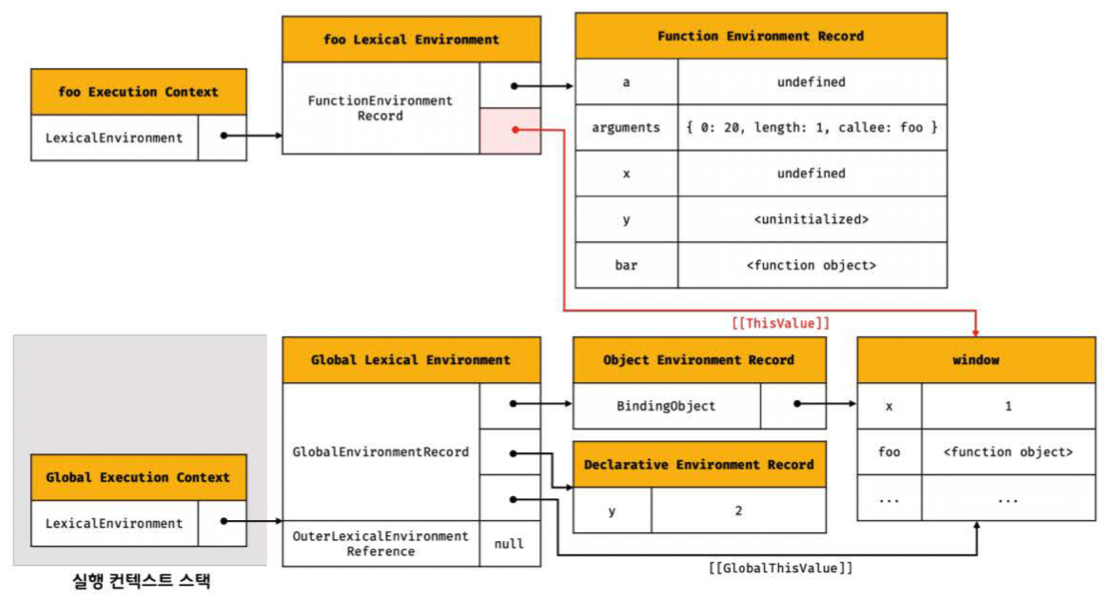 foo Execution Context
LexicalEnvironment
foo Lexical Environment
FunctionEnvironment
Record
Function Environment Record
a undefined
arguments { 0: 20, length: 1, callee: foo }
x undefined
y <uninitialized>
bar <function object>
[[ThisValue]]
Global Execution Context
LexicalEnvironment
실행 컨텍스트 스택
Global Lexical Environment
GlobalEnvironmentRecord
OuterLexicalEnvironment
Reference
null
Object Environment Record
BindingObject
Declarative Environment Record
y 2
window
x 1
foo <function object>
... ...
[[GlobalThisValue]]